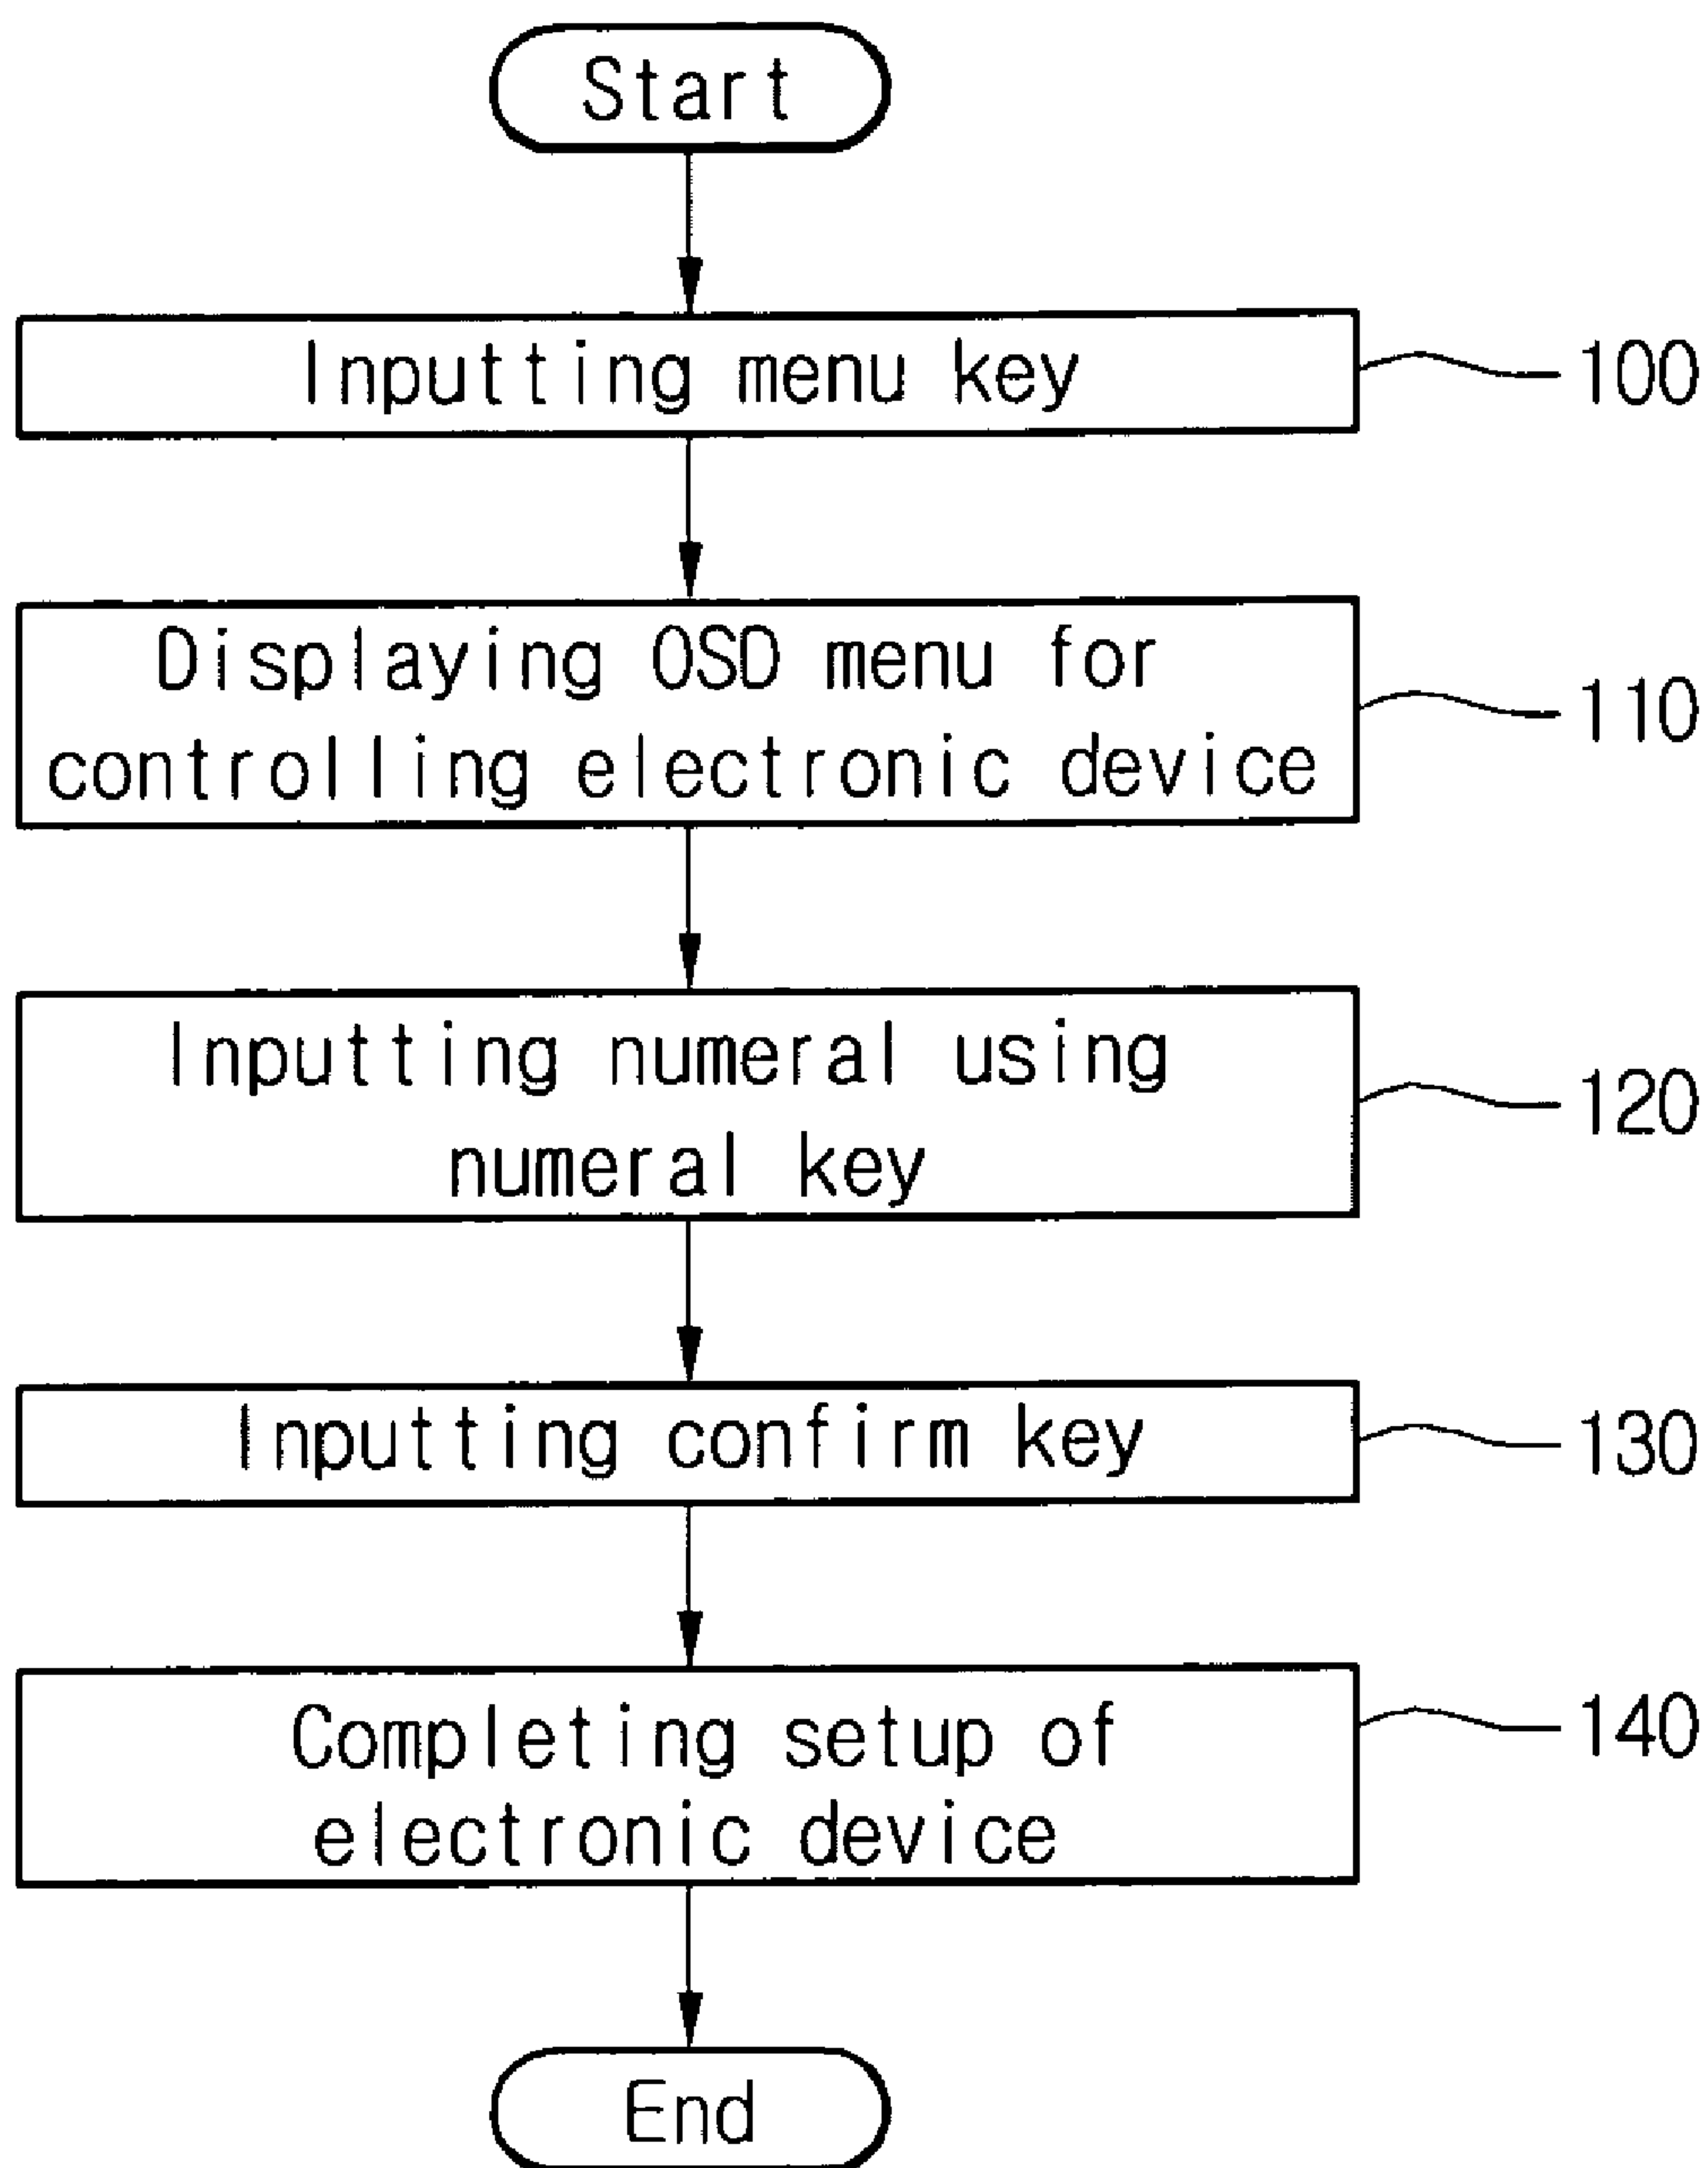 Start
Inputting menu key
100
Displaying OSD menu for
controlling electronic device
110
Inputting numeral using
numeral key
120
Inputting confirm key
130
Completing setup of
electronic device
140
End